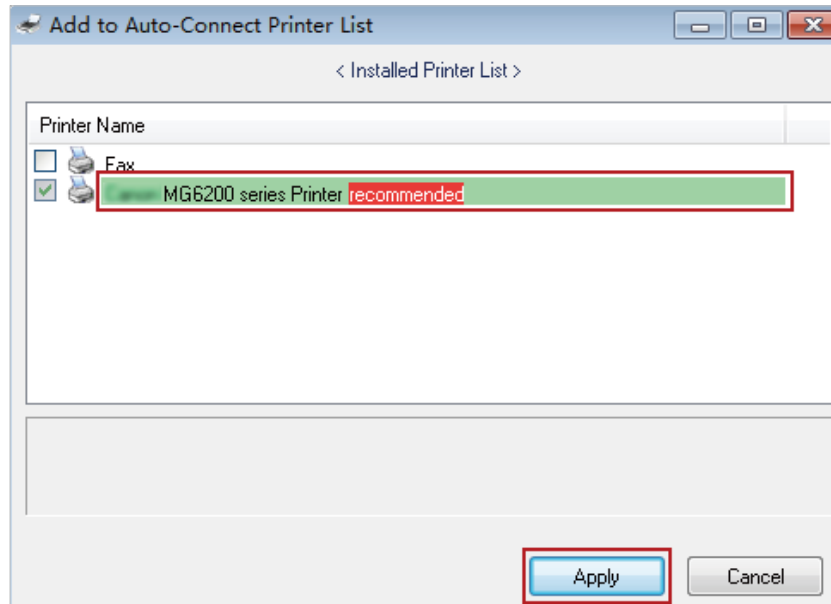 Add to Auto-Connect Printer List
< Installed Printer List >
Printer Name
Fax
MG6200 series Printer recommended
Apply
Cancel